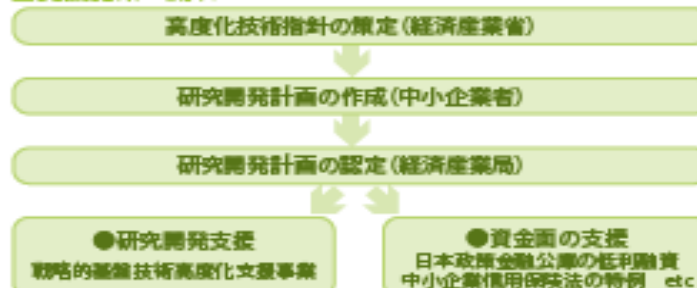 高度化技術指針の策定(経済産業省)
研究開発計画の作成(中小企業者)
研究開発計画の認定(経済産業局)
●研究開発支援
戦略的基盤技術高度化支援事業
●資金面の支援
日本政策金融公庫の低利融資
中小企業信用保険法の特例 etc